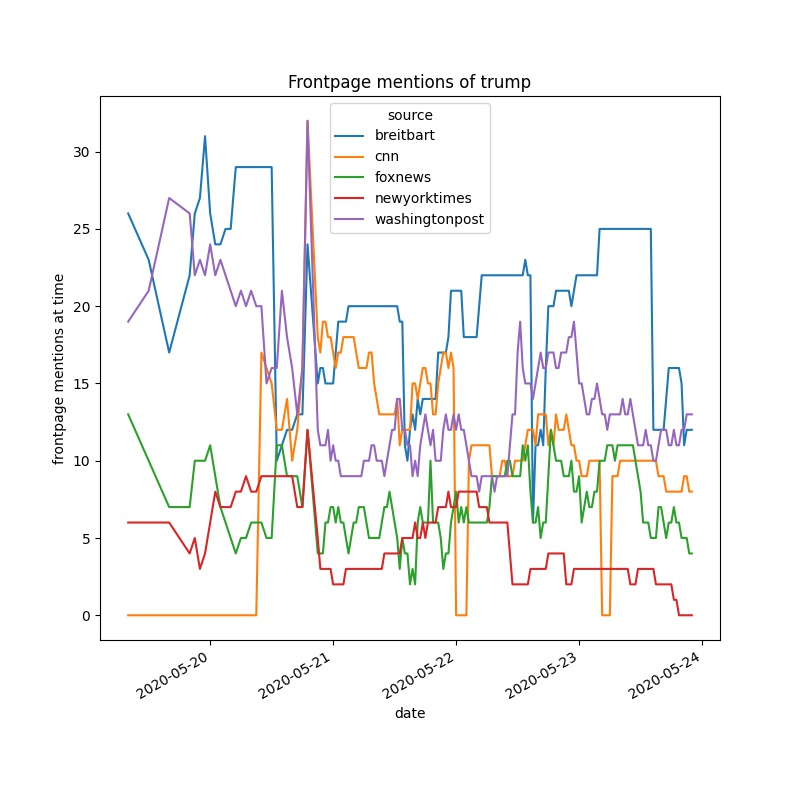 Frontpage mentions of trump
source
breitbart
cnn
foxnews
newyorktimes
washingtonpost
frontpage mentions at time
30
25
20
15
10
5
0
2020-05-20
2020-05-21
2020-05-22
2020-05-23
2020-05-24
date